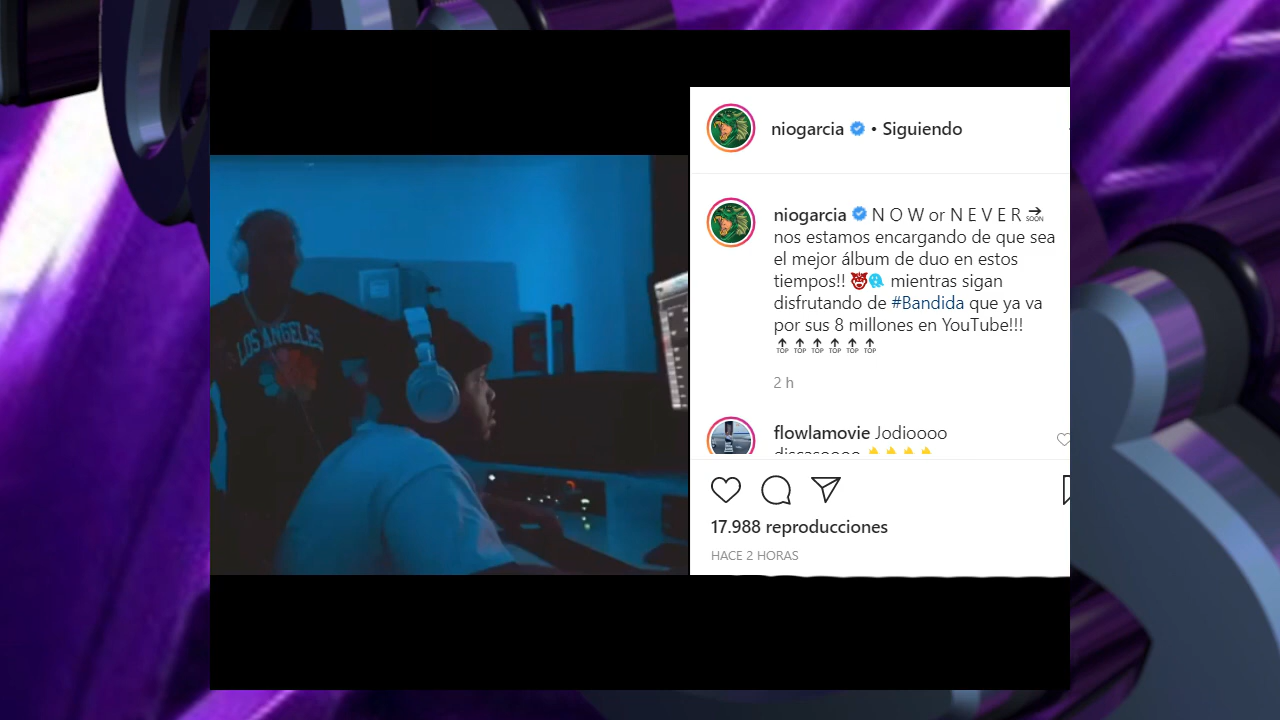 niogarcia • Siguiendo
niogarcia N O W or N E V E R 🔜
nos estamos encargando de que sea
el mejor álbum de duo en estos
tiempos!! 👹🥶 mientras sigan
disfrutando de #Bandida que ya va
por sus 8 millones en YouTube!!!
🔝🔝🔝🔝🔝🔝
2 h
flowlamovie Jodioooo
discasoooo 🔥🔥🔥🔥
17.988 reproducciones
HACE 2 HORAS
LOS ANGELES